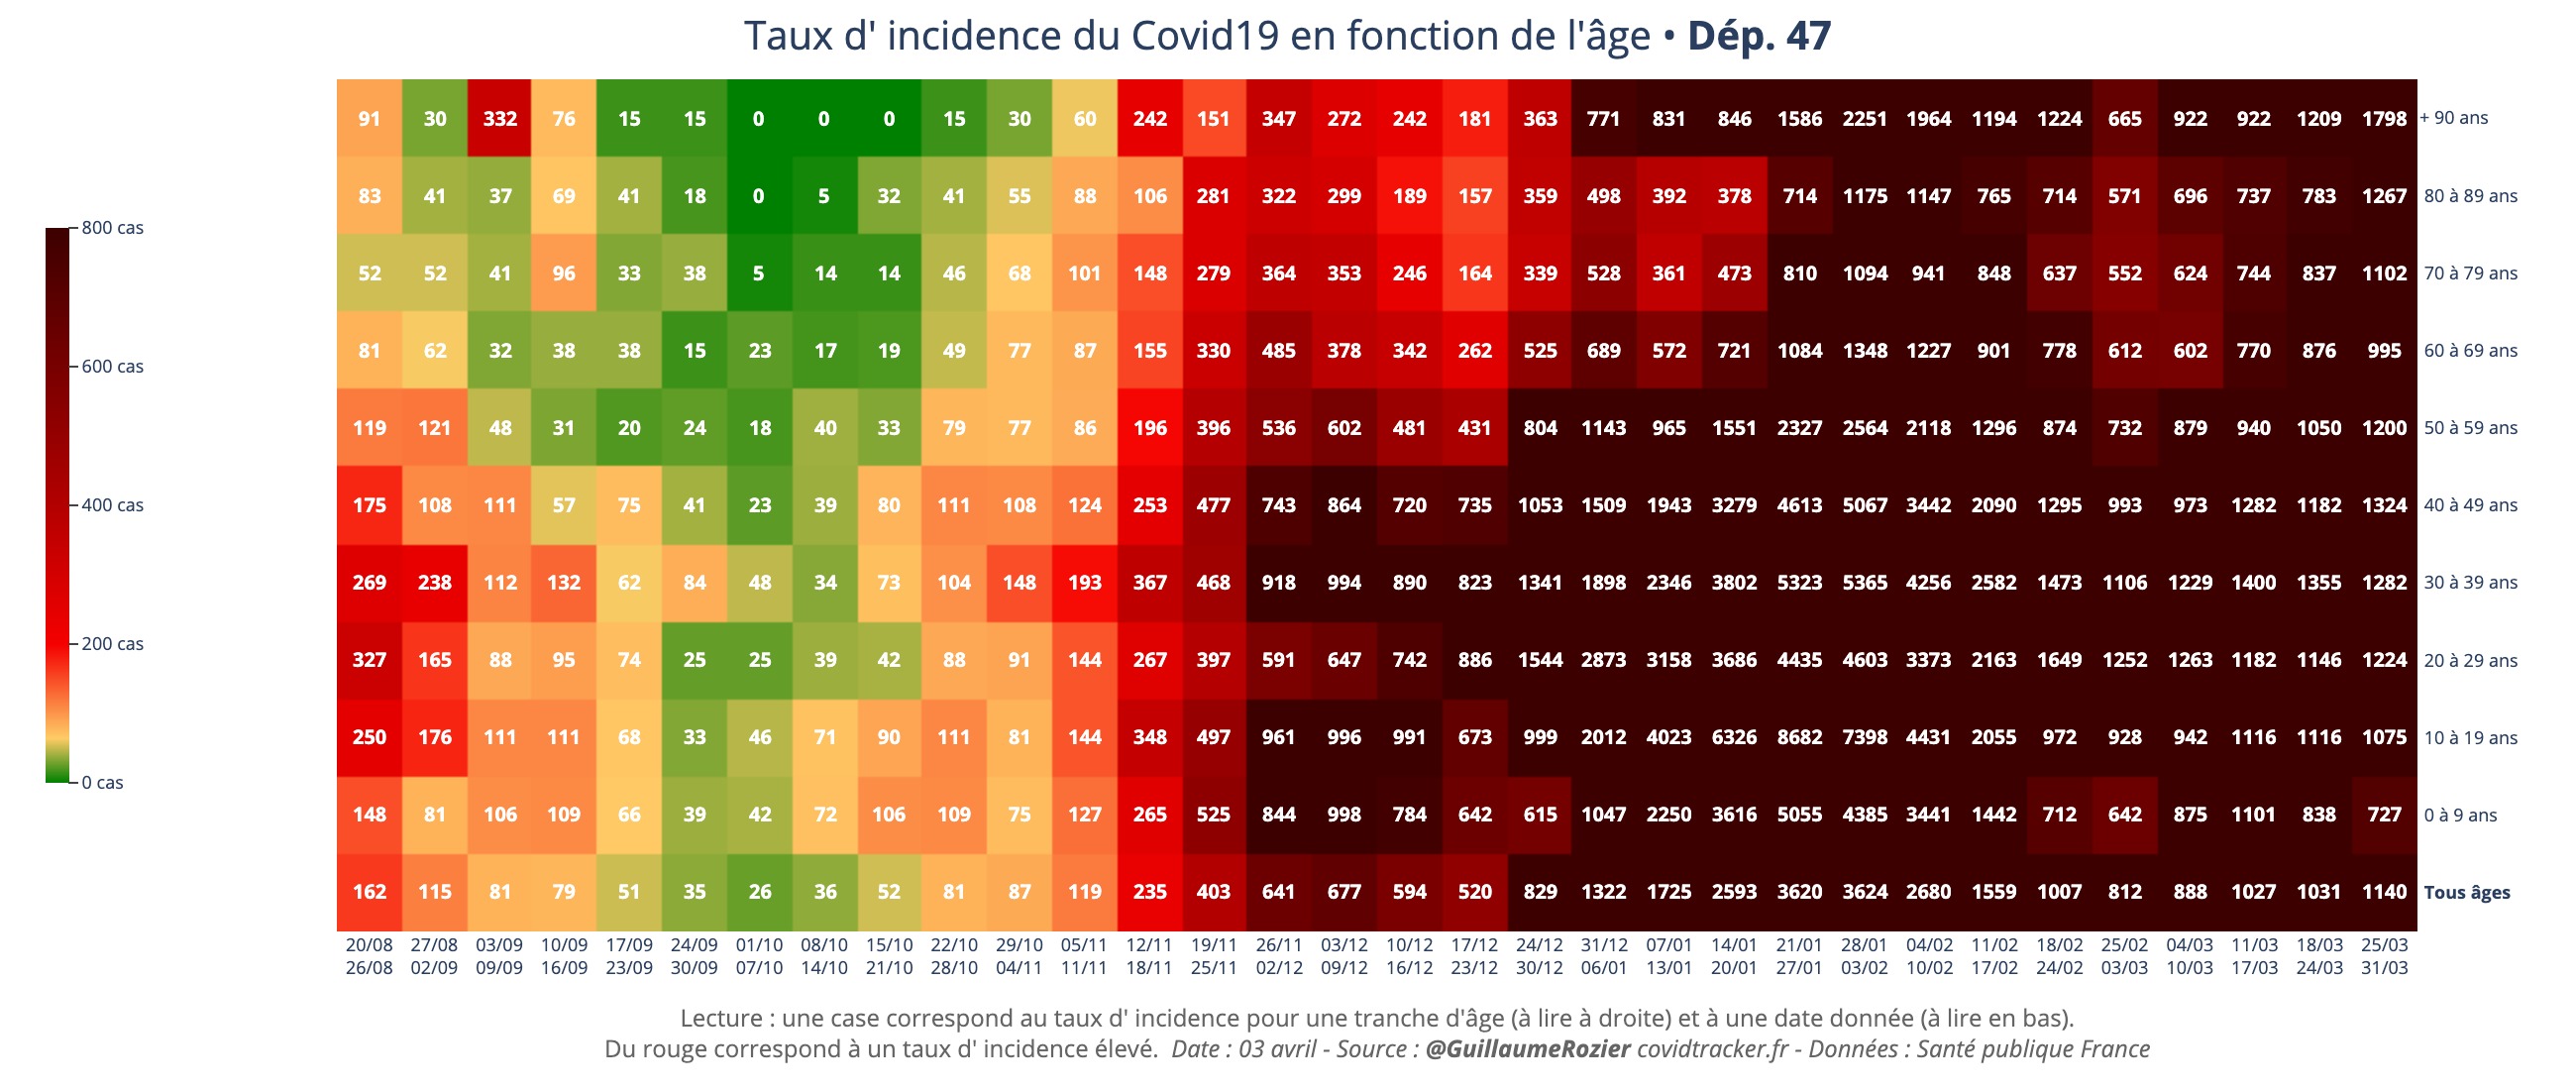 Taux d' incidence du Covid19 en fonction de l'âge • Dép. 47
800 cas
600 cas
400 cas
200 cas
0 cas
91 30 332 76 15 15 0 0 0 15 30 60 242 151 347 272 242 181 363 771 831 846 1586 2251 1964 1194 1224 665 922 922 1209 1798 + 90 ans
83 41 37 69 41 18 0 5 32 41 55 88 106 281 322 299 189 157 359 498 392 378 714 1175 1147 765 714 571 696 737 783 1267 80 à 89 ans
52 52 41 96 33 38 5 14 14 46 68 101 148 279 364 353 246 164 339 528 361 473 810 1094 941 848 637 552 624 744 837 1102 70 à 79 ans
81 62 32 38 38 15 23 17 19 49 77 87 155 330 485 378 342 262 525 689 572 721 1084 1348 1227 901 778 612 602 770 876 995 60 à 69 ans
119 121 48 31 20 24 18 40 33 79 77 86 196 396 536 602 481 431 804 1143 965 1551 2327 2564 2118 1296 874 732 879 940 1050 1200 50 à 59 ans
175 108 111 57 75 41 23 39 80 111 108 124 253 477 743 864 720 735 1053 1509 1943 3279 4613 5067 3442 2090 1295 993 973 1282 1182 1324 40 à 49 ans
269 238 112 132 62 84 48 34 73 104 148 193 367 468 918 994 890 823 1341 1898 2346 3802 5323 5365 4256 2582 1473 1106 1229 1400 1355 1282 30 à 39 ans
327 165 88 95 74 25 25 39 42 88 91 144 267 397 591 647 742 886 1544 2873 3158 3686 4435 4603 3373 2163 1649 1252 1263 1182 1146 1224 20 à 29 ans
250 176 111 111 68 33 46 71 90 111 81 144 348 497 961 996 991 673 999 2012 4023 6326 8682 7398 4431 2055 972 928 942 1116 1116 1075 10 à 19 ans
148 81 106 109 66 39 42 72 106 109 75 127 265 525 844 998 784 642 615 1047 2250 3616 5055 4385 3441 1442 712 642 875 1101 838 727 0 à 9 ans
162 115 81 79 51 35 26 36 52 81 87 119 235 403 641 677 594 520 829 1322 1725 2593 3620 3624 2680 1559 1007 812 888 1027 1031 1140 Tous âges
20/08 27/08 03/09 10/09 17/09 24/09 01/10 08/10 15/10 22/10 29/10 05/11 12/11 19/11 26/11 03/12 10/12 17/12 24/12 31/12 07/01 14/01 21/01 28/01 04/02 11/02 18/02 25/02 04/03 11/03 18/03 25/03
26/08 02/09 09/09 16/09 23/09 30/09 07/10 14/10 21/10 28/10 04/11 11/11 18/11 25/11 02/12 09/12 16/12 23/12 30/12 06/01 13/01 20/01 27/01 03/02 10/02 17/02 24/02 03/03 10/03 17/03 24/03 31/03
Lecture : une case correspond au taux d' incidence pour une tranche d'âge (à lire à droite) et à une date donnée (à lire en bas).
Du rouge correspond à un taux d' incidence élevé. Date : 03 avril - Source : @GuillaumeRozier covidtracker.fr - Données : Santé publique France